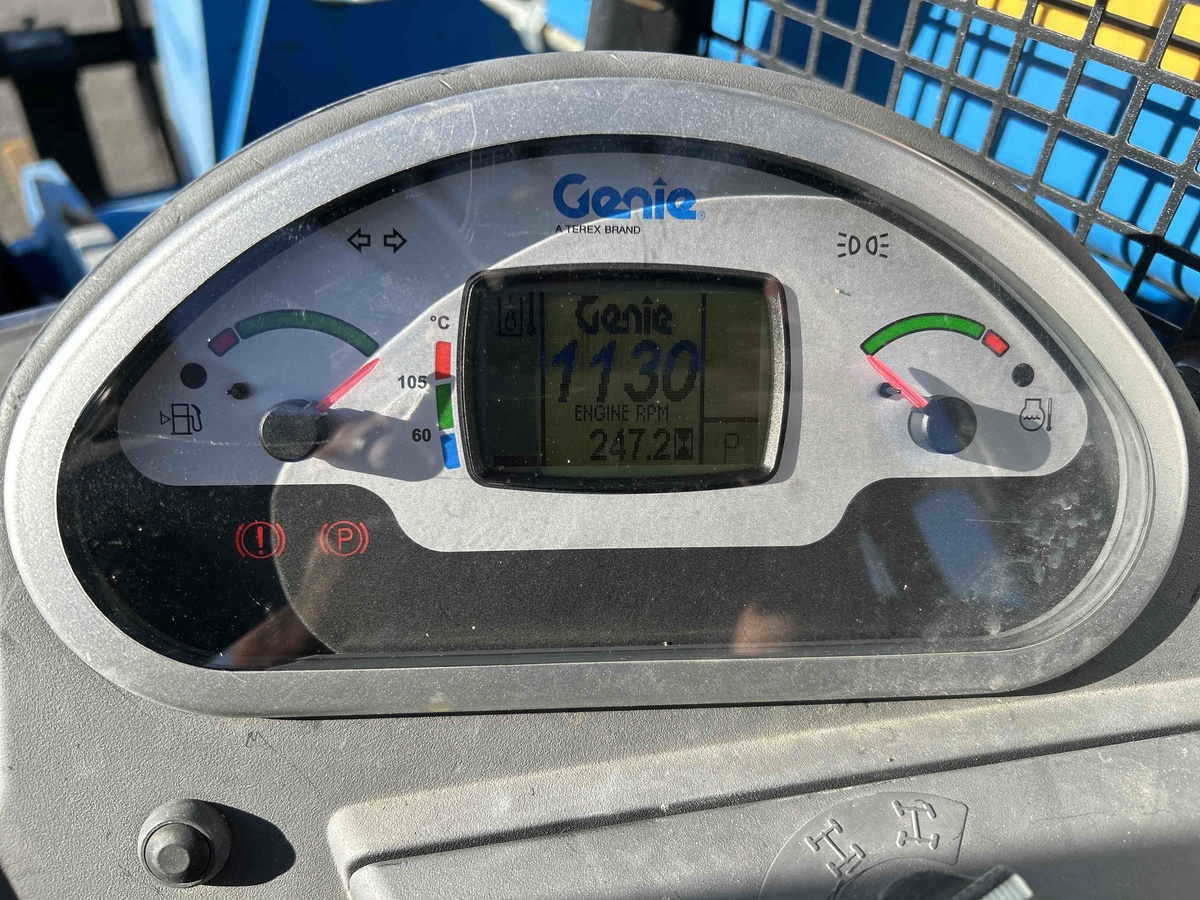 Genie®
A TEREX BRAND
°C
105
60
Genie
1130
ENGINE RPM
247.2
P
! P